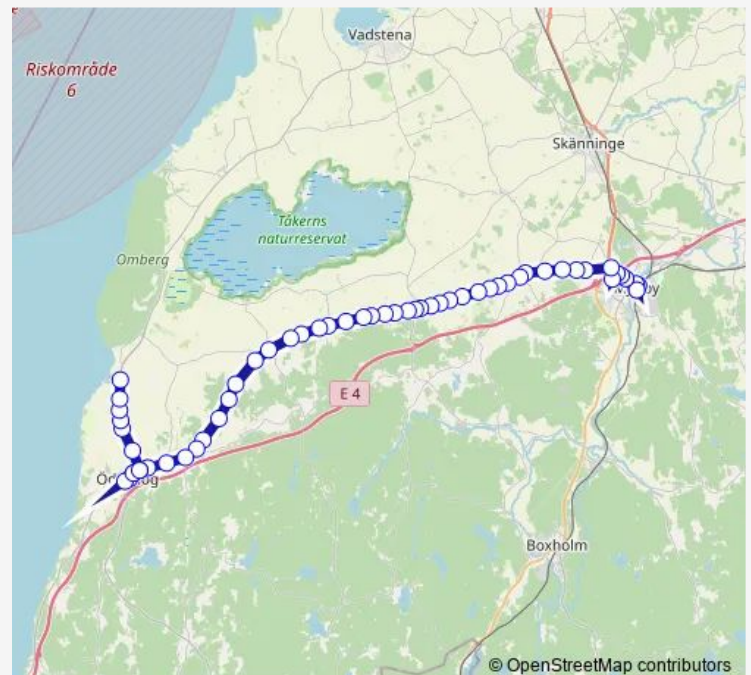 Vadstena
Riskområde
6
Skänninge
Tåkerns
naturreservat
Omberg
E 4
Boxholm
© OpenStreetMap contributors